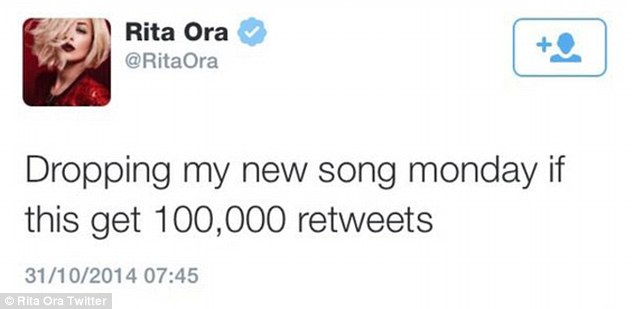 Rita Ora
@RitaOra
Dropping my new song monday if
this get 100,000 retweets
31/10/2014 07:45
© Rita Ora Twitter